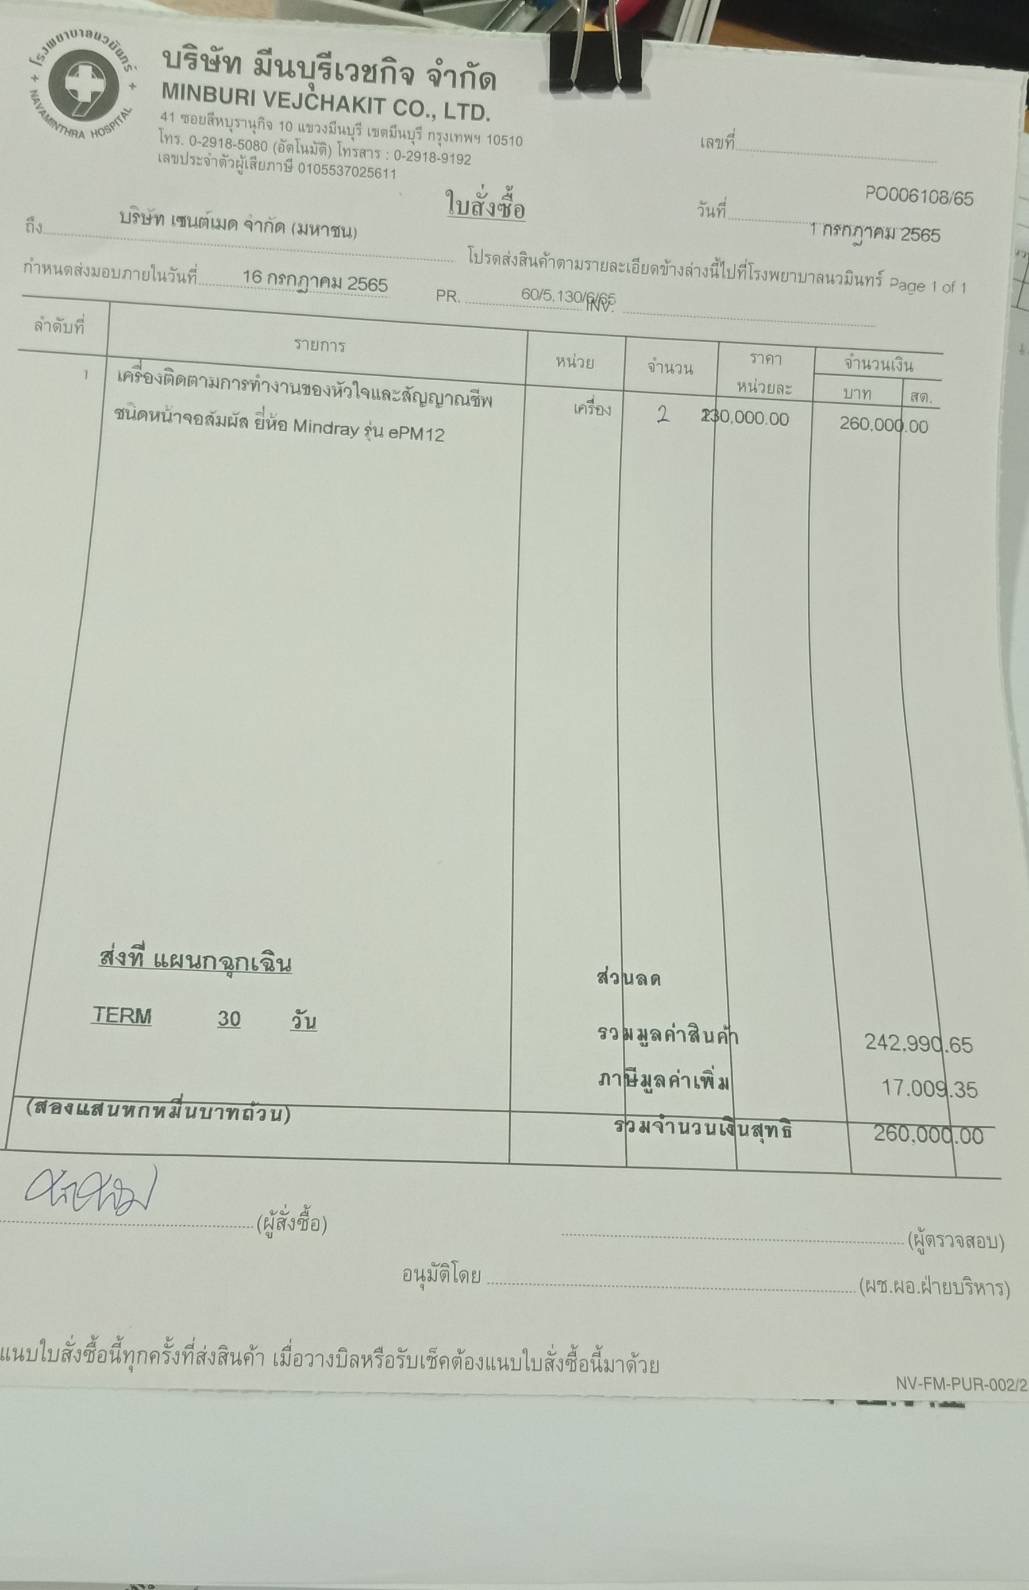 โรงพยาบาลนวมินทร์
NAVAMINTHRA HOSPITAL
บริษัท มีนบุรีเวชกิจ จำกัด
MINBURI VEJCHAKIT CO., LTD.
41 ซอยสีหบุรานุกิจ 10 แขวงมีนบุรี เขตมีนบุรี กรุงเทพฯ 10510
โทร. 0-2918-5080 (อัตโนมัติ) โทรสาร : 0-2918-9192
เลขประจำตัวผู้เสียภาษี 0105537025611
เลขที่
PO006108/65
ใบสั่งซื้อ
วันที่ 1 กรกฎาคม 2565
ถึง บริษัท เซนต์เมด จำกัด (มหาชน)
โปรดส่งสินค้าตามรายละเอียดข้างล่างนี้ไปที่โรงพยาบาลนวมินทร์ Page 1 of 1
กำหนดส่งมอบภายในวันที่ 16 กรกฎาคม 2565 PR. 60/5,130/6/65 INV.
ลำดับที่ รายการ หน่วย จำนวน ราคา จำนวนเงิน
หน่วยละ บาท สต.
1 เครื่องติดตามการทำงานของหัวใจและสัญญาณชีพ เครื่อง 2 230,000.00 260,000.00
ชนิดหน้าจอสัมผัส ยี่ห้อ Mindray รุ่น ePM12
ส่งที่ แผนกฉุกเฉิน
ส่วนลด
TERM 30 วัน
รวมมูลค่าสินค้า 242,990.65
ภาษีมูลค่าเพิ่ม 17,009.35
(สองแสนหกหมื่นบาทถ้วน) รวมจำนวนเงินสุทธิ 260,000.00
(ผู้สั่งซื้อ)
(ผู้ตรวจสอบ)
อนุมัติโดย (ผช.ผอ.ฝ่ายบริหาร)
แนบใบสั่งซื้อนี้ทุกครั้งที่ส่งสินค้า เมื่อวางบิลหรือรับเช็คต้องแนบใบสั่งซื้อนี้มาด้วย
NV-FM-PUR-002/2